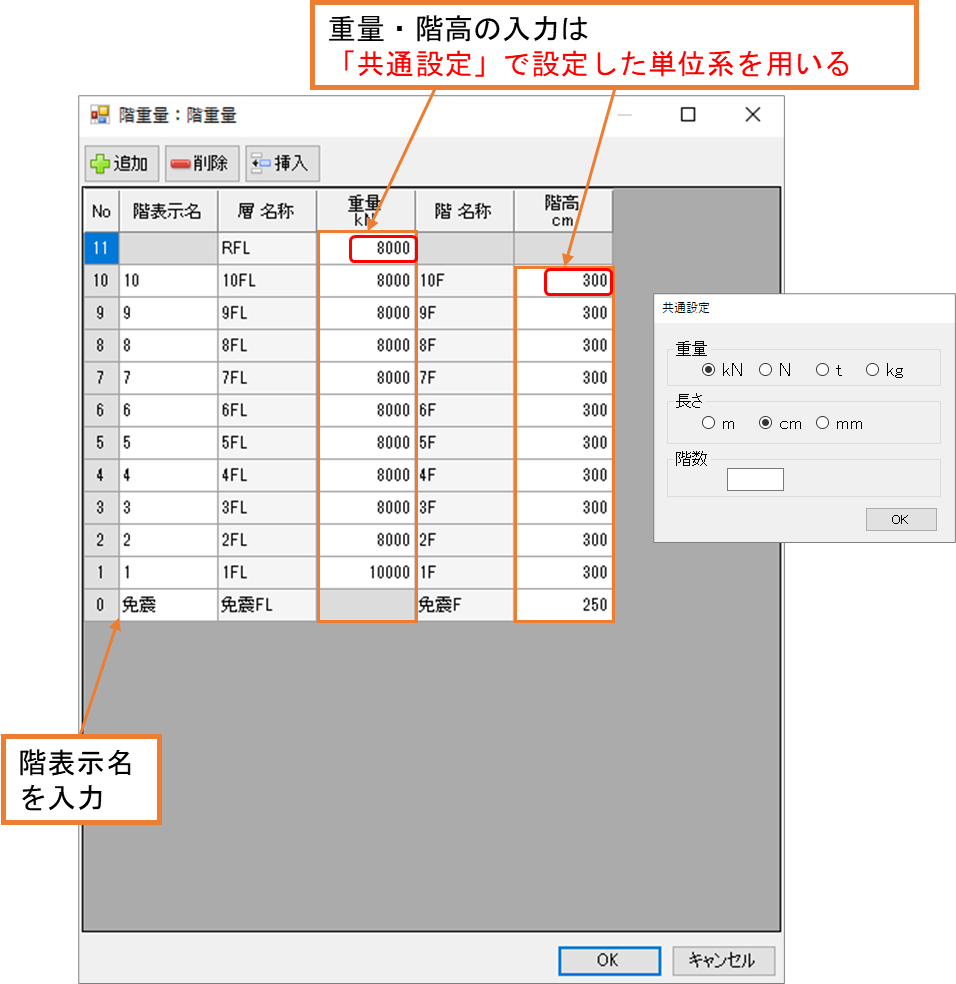 重量・階高の入力は
「共通設定」で設定した単位系を用いる
階重量：階重量
追加 削除 挿入
No 階表示名 層 名称 重量 kN 階 名称 階高 cm
11 RFL 8000
10 10 10FL 8000 10F 300
9 9 9FL 8000 9F 300
8 8 8FL 8000 8F 300
7 7 7FL 8000 7F 300
6 6 6FL 8000 6F 300
5 5 5FL 8000 5F 300
4 4 4FL 8000 4F 300
3 3 3FL 8000 3F 300
2 2 2FL 8000 2F 300
1 1 1FL 10000 1F 300
0 免震 免震FL 免震F 250
共通設定
重量
kN N t kg
長さ
m cm mm
階数
OK
階表示名
を入力
OK キャンセル